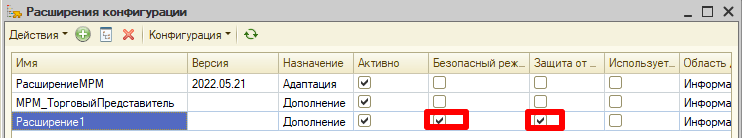 Расширения конфигурации
Действия Конфигурация
Имя Версия Назначение Активно Безопасный реж... Защита от ... Использует... Область
РасширениеМРМ 2022.05.21 Адаптация Информа
МРМ_ТорговыйПредставитель Дополнение Информа
Расширение1 Дополнение Информа